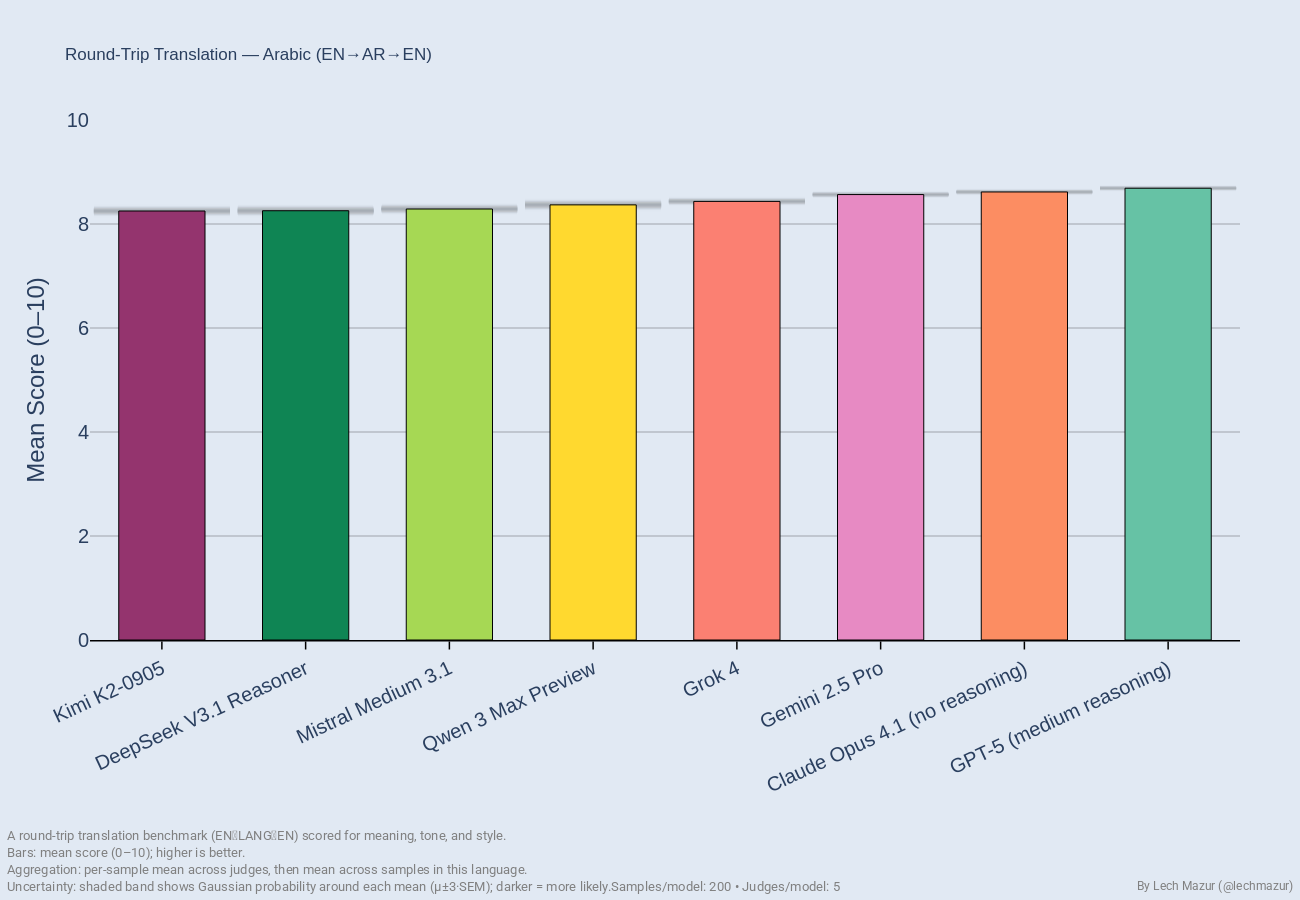 Round-Trip Translation — Arabic (EN→AR→EN)
10
8
6
4
2
0
Mean Score (0–10)
Kimi K2-0905
DeepSeek V3.1 Reasoner
Mistral Medium 3.1
Qwen 3 Max Preview
Grok 4
Gemini 2.5 Pro
Claude Opus 4.1 (no reasoning)
GPT-5 (medium reasoning)
A round-trip translation benchmark (EN▯LANG▯EN) scored for meaning, tone, and style.
Bars: mean score (0–10); higher is better.
Aggregation: per-sample mean across judges, then mean across samples in this language.
Uncertainty: shaded band shows Gaussian probability around each mean (μ±3·SEM); darker = more likely.Samples/model: 200 • Judges/model: 5
By Lech Mazur (@lechmazur)